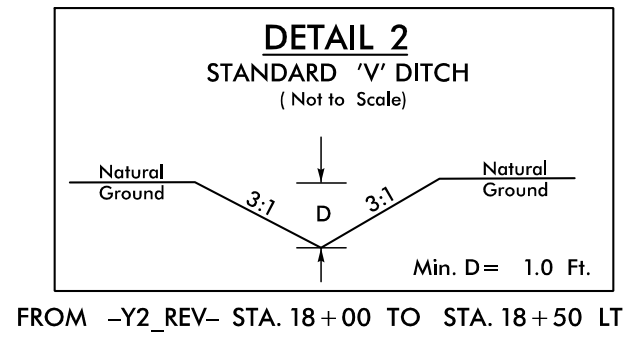 DETAIL 2
STANDARD 'V' DITCH
( Not to Scale)
Natural
Ground
3:1
D
3:1
Natural
Ground
Min. D= 1.0 Ft.
FROM -Y2_REV- STA. 18+00 TO STA. 18+50 LT